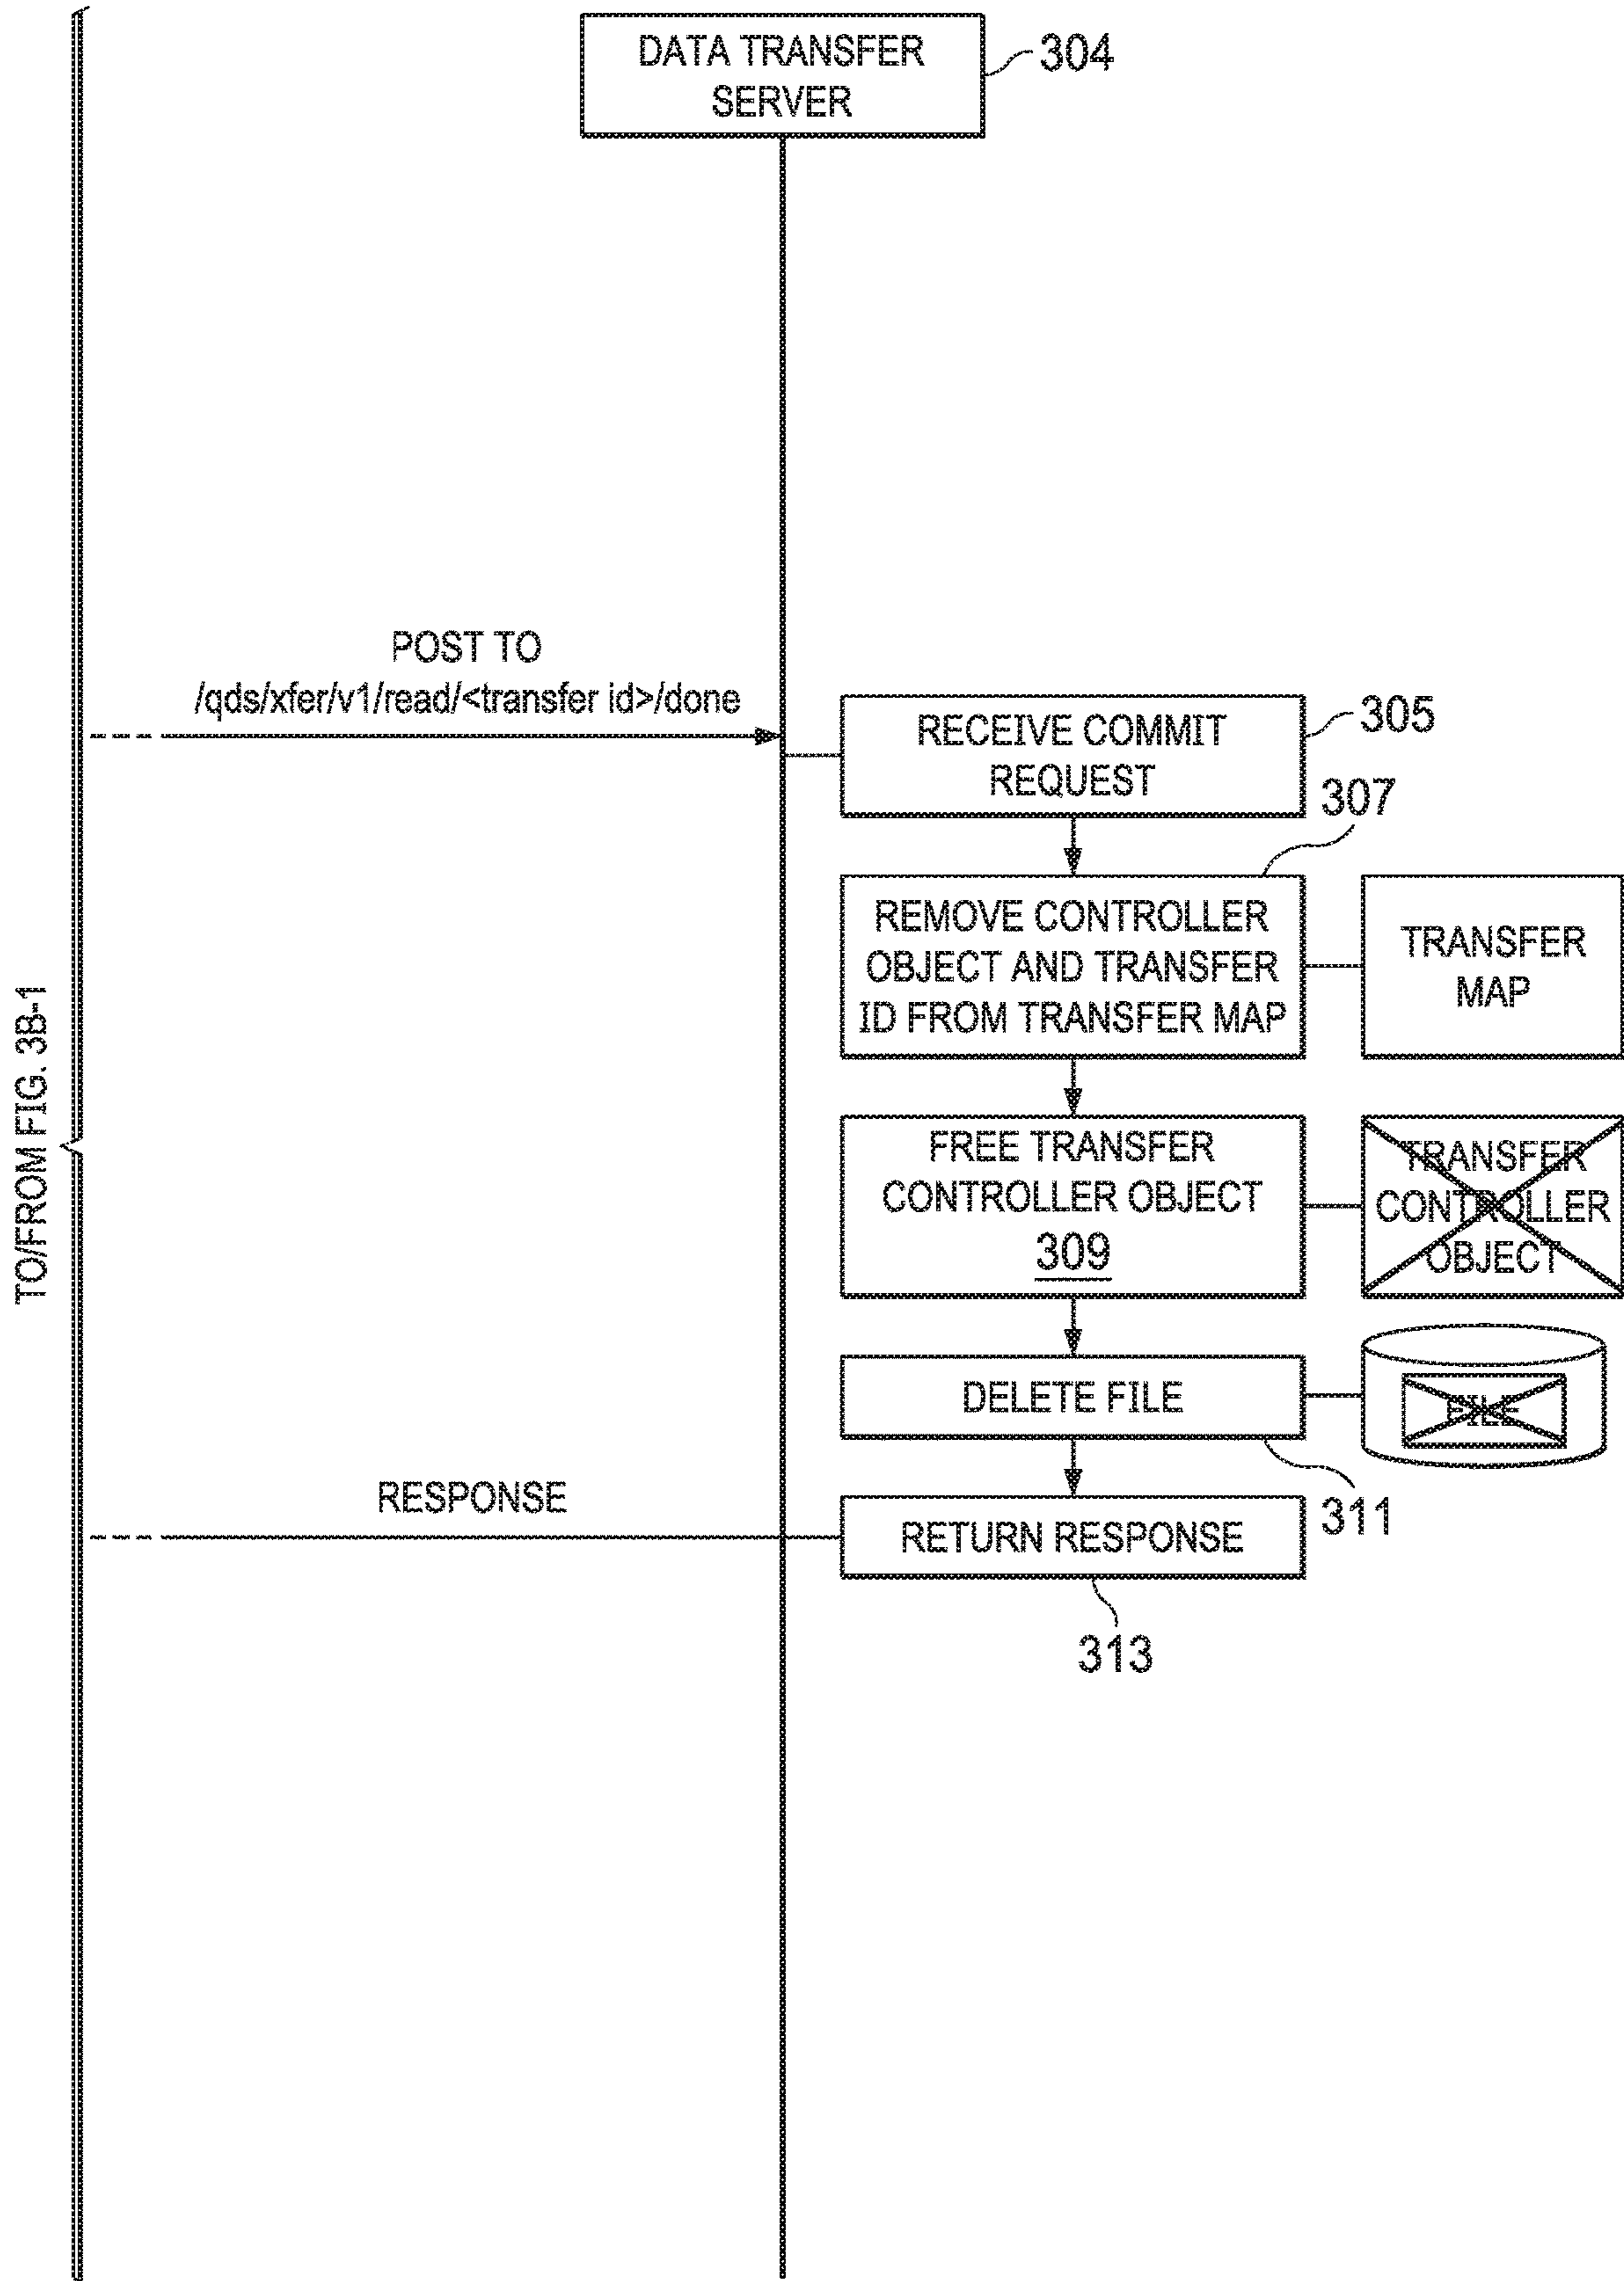 DATA TRANSFER
SERVER
304
POST TO
/qds/xfer/v1/read/<transfer id>/done
RECEIVE COMMIT
REQUEST
305
307
REMOVE CONTROLLER
OBJECT AND TRANSFER
ID FROM TRANSFER MAP
TRANSFER
MAP
TO/FROM FIG. 3B-1
FREE TRANSFER
CONTROLLER OBJECT
309
TRANSFER
CONTROLLER
OBJECT
DELETE FILE
FILE
311
RESPONSE
RETURN RESPONSE
313